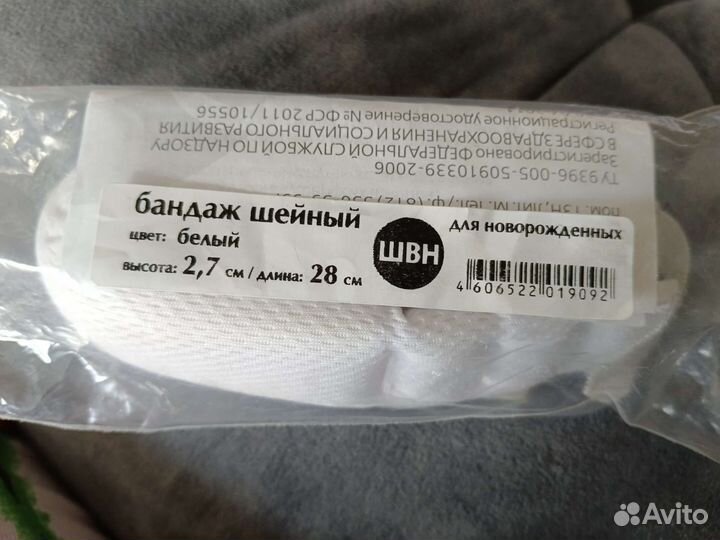 бандаж шейный
цвет: белый
высота: 2,7 см / длина: 28 см
ШВН
для новорожденных
4 606522 019092
ТУ 9396-005-50910339-2006
Зарегистрировано ФЕДЕРАЛЬНОЙ СЛУЖБОЙ ПО НАДЗОРУ
В СФЕРЕ ЗДРАВООХРАНЕНИЯ И СОЦИАЛЬНОГО РАЗВИТИЯ
Регистрационное удостоверение № ФСР 2011/10556
Avito